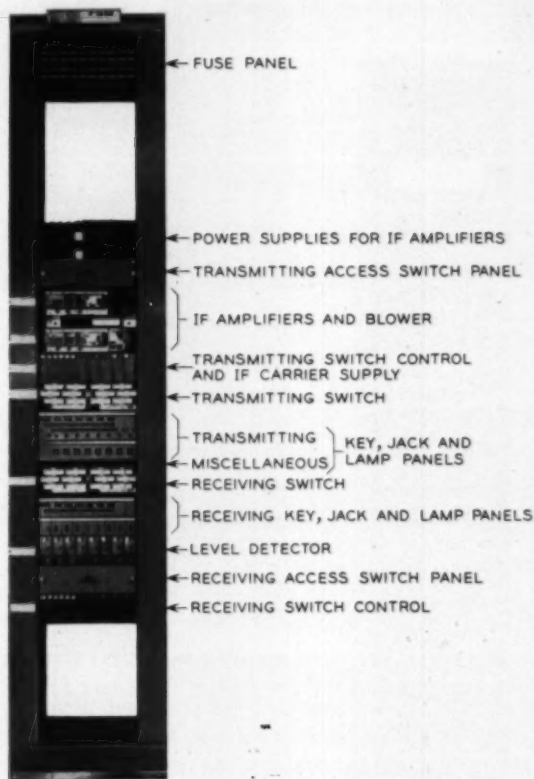 FUSE PANEL
POWER SUPPLIES FOR IF AMPLIFIERS
TRANSMITTING ACCESS SWITCH PANEL
IF AMPLIFIERS AND BLOWER
TRANSMITTING SWITCH CONTROL
AND IF CARRIER SUPPLY
TRANSMITTING SWITCH
TRANSMITTING
MISCELLANEOUS
KEY, JACK AND
LAMP PANELS
RECEIVING SWITCH
RECEIVING KEY, JACK AND LAMP PANELS
LEVEL DETECTOR
RECEIVING ACCESS SWITCH PANEL
RECEIVING SWITCH CONTROL